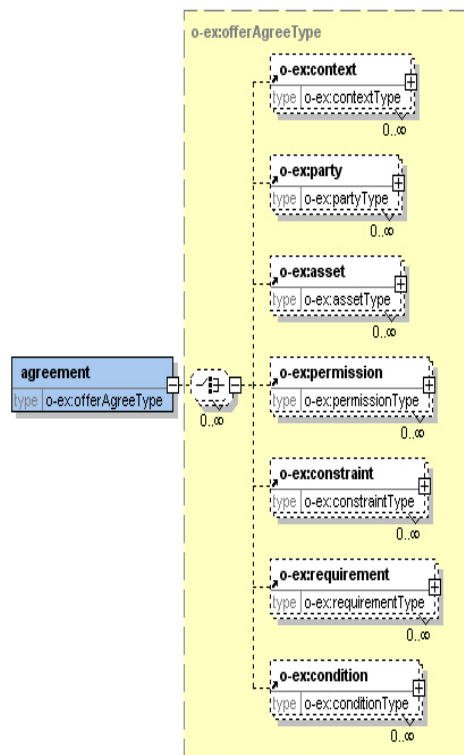 o-ex:offerAgreeType
o-ex:context
type o-ex:contextType
0..∞
o-ex:party
type o-ex:partyType
0..∞
o-ex:asset
type o-ex:assetType
0..∞
agreement
type o-ex:offerAgreeType
0..∞
o-ex:permission
type o-ex:permissionType
0..∞
o-ex:constraint
type o-ex:constraintType
0..∞
o-ex:requirement
type o-ex:requirementType
0..∞
o-ex:condition
type o-ex:conditionType
0..∞